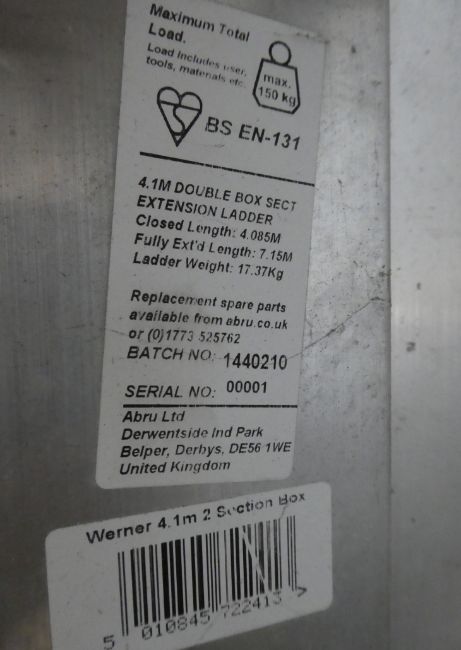 Maximum Total
Load.
Load includes user,
tools, materials etc.
max.
150 kg
BS EN-131
4.1M DOUBLE BOX SECT
EXTENSION LADDER
Closed Length: 4.085M
Fully Ext'd Length: 7.15M
Ladder Weight: 17.37Kg
Replacement spare parts
available from abru.co.uk
or (0)1773 525762
BATCH NO: 1440210
SERIAL NO: 00001
Abru Ltd
Derwentside Ind Park
Belper, Derbys, DE56 1WE
United Kingdom
Werner 4.1m 2 Section Box
5 010845 722413 >